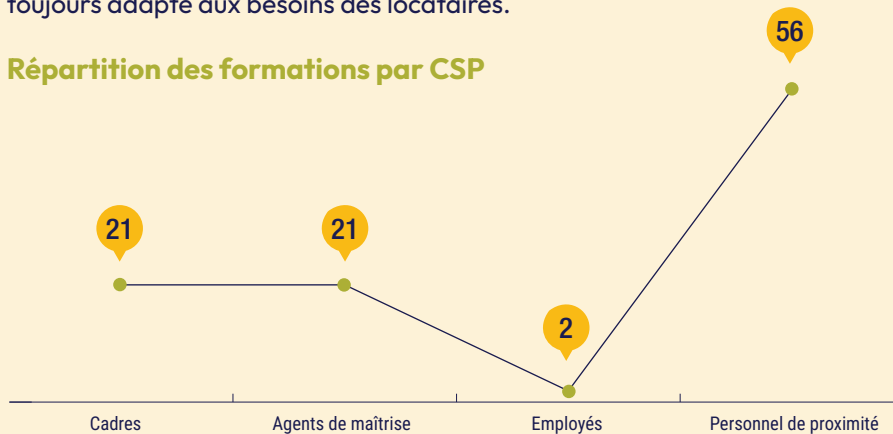 toujours adapté aux besoins des locataires.
Répartition des formations par CSP
56
21
21
2
Cadres
Agents de maîtrise
Employés
Personnel de proximité